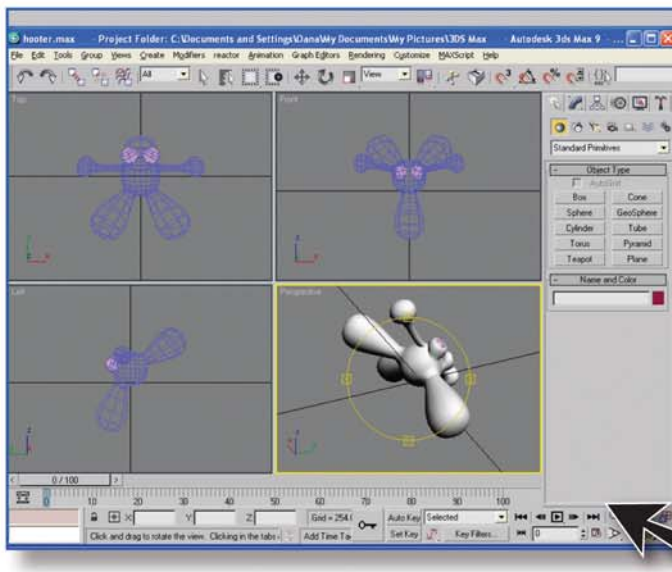 hooter.max - Project Folder: C:\Documents and Settings\Dana\My Documents\My Pictures\3DS Max Autodesk 3ds Max 9 - ...
File Edit Tools Group Views Create Modifiers reactor Animation Graph Editors Rendering Customize MAXScript Help
All View
Top Front
Standard Primitives
- Object Type
AutoGrid
Box Cone
Sphere GeoSphere
Cylinder Tube
Torus Pyramid
Teapot Plane
- Name and Color
Left Perspective
< 0 / 100 >
0 10 20 30 40 50 60 70 80 90 100
X: Y: Z: Grid = 254. Auto Key Selected
Click and drag to rotate the view. Clicking in the tabs Add Time Ta Set Key Key Filters... 0